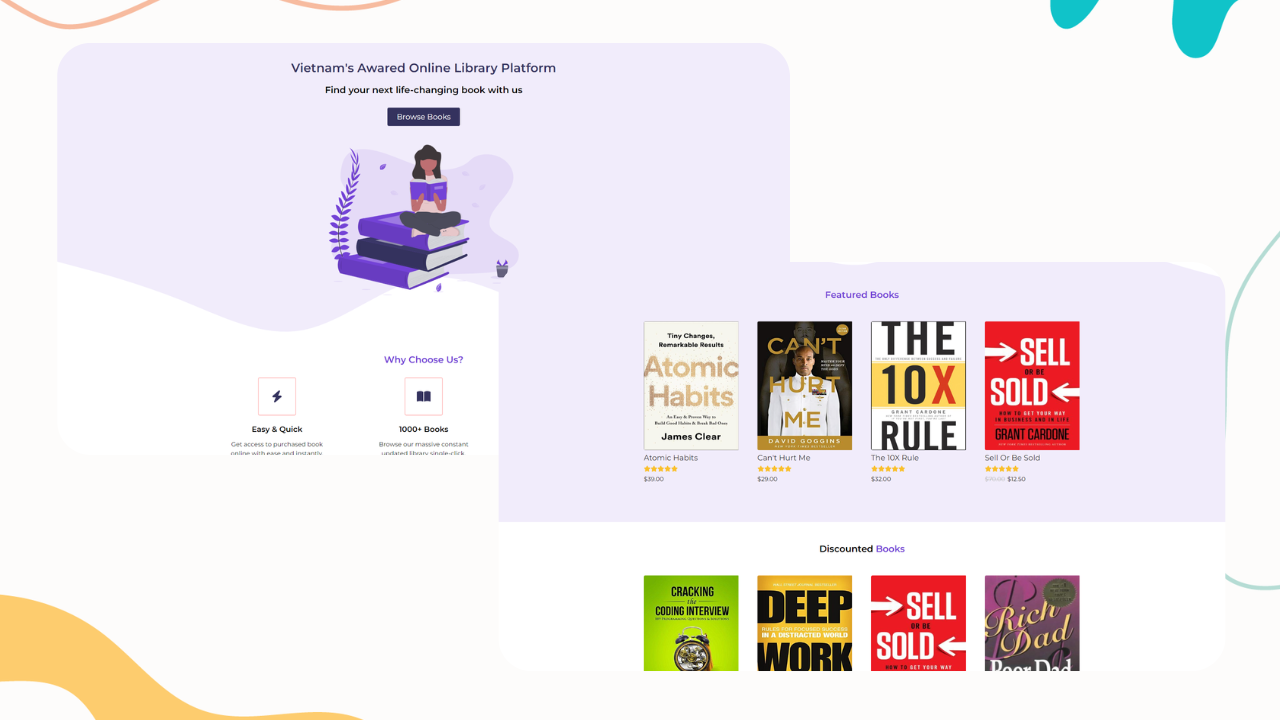 Vietnam's Awared Online Library Platform
Find your next life-changing book with us
Browse Books
Why Choose Us?
Easy & Quick
Get access to purchased book
online with ease and instantly.
1000+ Books
Browse our massive constant
updated library single-click.
Featured Books
Tiny Changes,
Remarkable Results
Atomic
Habits
An Easy & Proven Way to
Build Good Habits & Break Bad Ones
James Clear
Atomic Habits
$39.00
CAN'T
HURT
ME
DAVID GOGGINS
Can't Hurt Me
$29.00
THE
10X
GRANT CARDONE
RULE
The 10X Rule
$32.00
SELL
OR BE
SOLD
HOW TO GET YOUR WAY
IN BUSINESS AND IN LIFE
GRANT CARDONE
Sell Or Be Sold
$12.50
Discounted Books
CRACKING
the
CODING INTERVIEW
DEEP
RULES FOR FOCUSED SUCCESS
IN A DISTRACTED WORLD
WORK
SELL
OR BE
SOLD
HOW TO GET YOUR WAY
Rich
Dad
Poor Dad